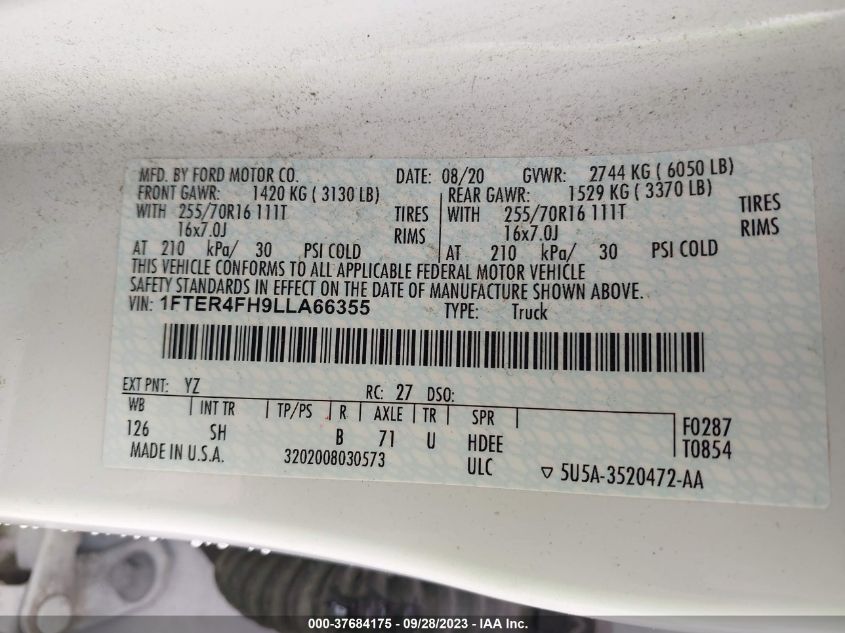 MFD. BY FORD MOTOR CO. DATE: 08/20 GVWR: 2744 KG ( 6050 LB)
FRONT GAWR: 1420 KG ( 3130 LB) REAR GAWR: 1529 KG ( 3370 LB)
WITH 255/70R16 111T TIRES WITH 255/70R16 111T TIRES
16x7.0J RIMS 16x7.0J RIMS
AT 210 kPa/ 30 PSI COLD AT 210 kPa/ 30 PSI COLD
THIS VEHICLE CONFORMS TO ALL APPLICABLE FEDERAL MOTOR VEHICLE
SAFETY STANDARDS IN EFFECT ON THE DATE OF MANUFACTURE SHOWN ABOVE.
VIN: 1FTER4FH9LLA66355 TYPE: Truck
EXT PNT: YZ RC: 27 DSO:
WB INT TR TP/PS R AXLE TR SPR
126 SH B 71 U HDEE F0287
MADE IN U.S.A. 3202008030573 ULC T0854
5U5A-3520472-AA
000-37684175 - 09/28/2023 - IAA Inc.